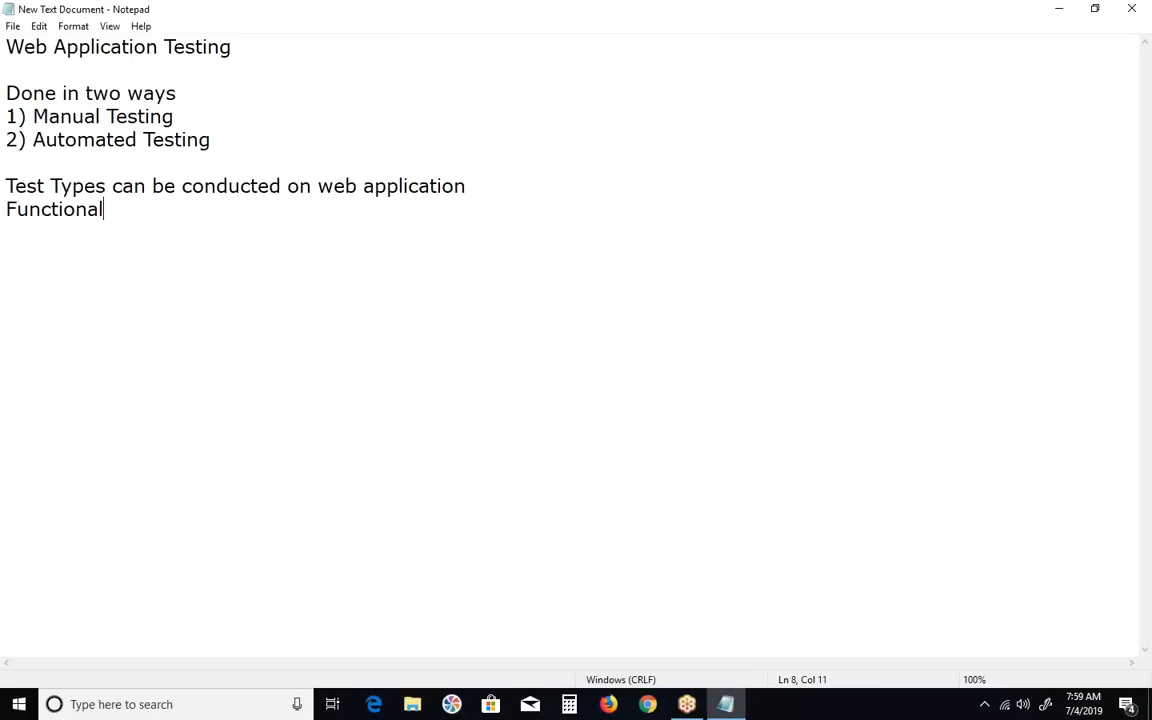 New Text Document - Notepad
File Edit Format View Help
Web Application Testing
Done in two ways
1) Manual Testing
2) Automated Testing
Test Types can be conducted on web application
Functional
Windows (CRLF) Ln 8, Col 11 100%
Type here to search
7:59 AM
7/4/2019
4